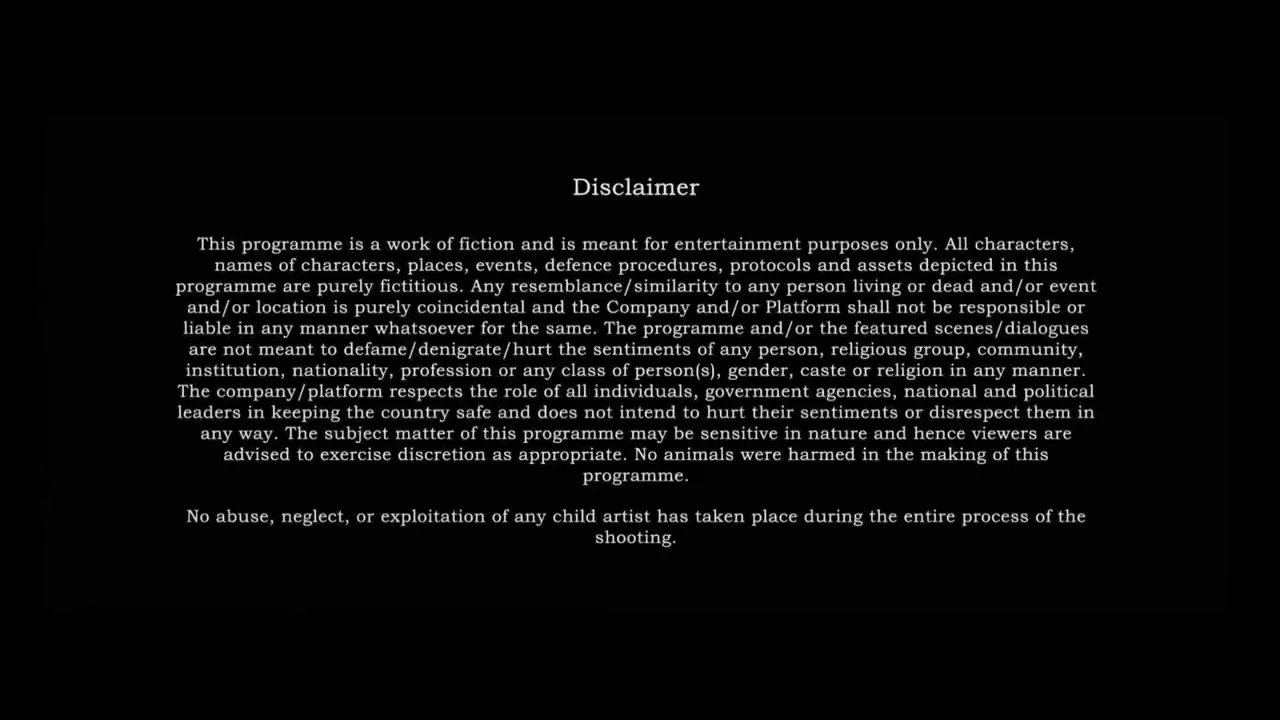 Disclaimer
This programme is a work of fiction and is meant for entertainment purposes only. All characters,
names of characters, places, events, defence procedures, protocols and assets depicted in this
programme are purely fictitious. Any resemblance/similarity to any person living or dead and/or event
and/or location is purely coincidental and the Company and/or Platform shall not be responsible or
liable in any manner whatsoever for the same. The programme and/or the featured scenes/dialogues
are not meant to defame/denigrate/hurt the sentiments of any person, religious group, community,
institution, nationality, profession or any class of person(s), gender, caste or religion in any manner.
The company/platform respects the role of all individuals, government agencies, national and political
leaders in keeping the country safe and does not intend to hurt their sentiments or disrespect them in
any way. The subject matter of this programme may be sensitive in nature and hence viewers are
advised to exercise discretion as appropriate. No animals were harmed in the making of this
programme.
No abuse, neglect, or exploitation of any child artist has taken place during the entire process of the
shooting.